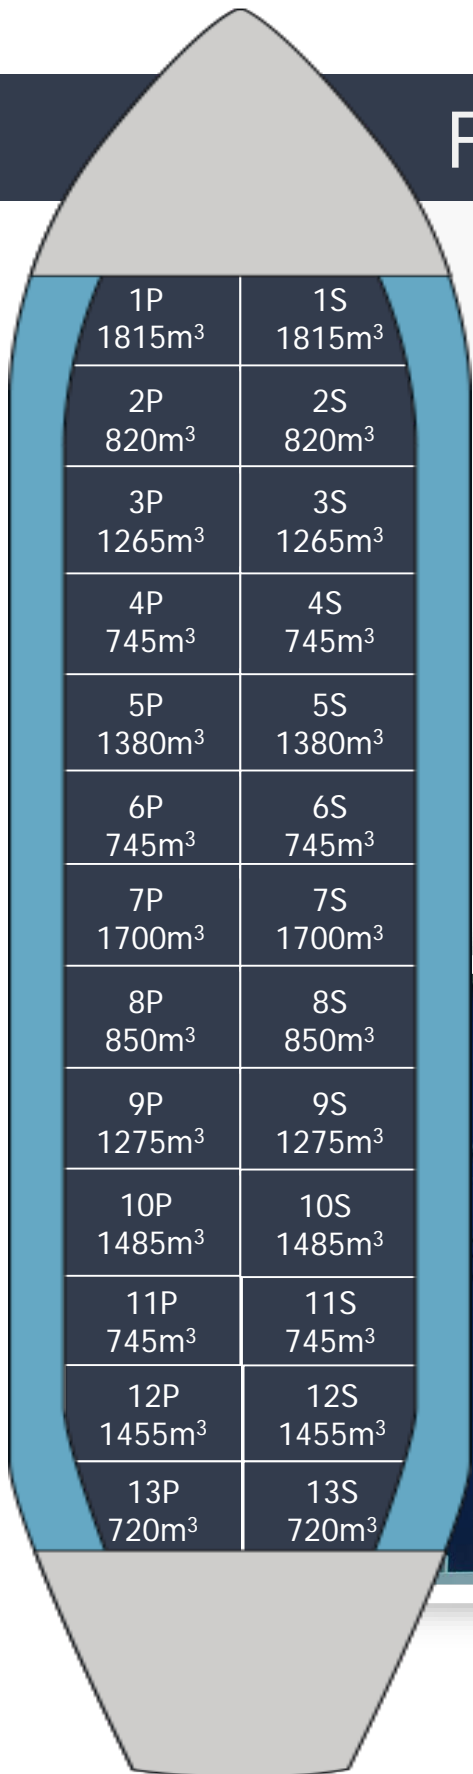 F
1P 1S
1815m³ 1815m³
2P 2S
820m³ 820m³
3P 3S
1265m³ 1265m³
4P 4S
745m³ 745m³
5P 5S
1380m³ 1380m³
6P 6S
745m³ 745m³
7P 7S
1700m³ 1700m³
8P 8S
850m³ 850m³
9P 9S
1275m³ 1275m³
10P 10S
1485m³ 1485m³
11P 11S
745m³ 745m³
12P 12S
1455m³ 1455m³
13P 13S
720m³ 720m³